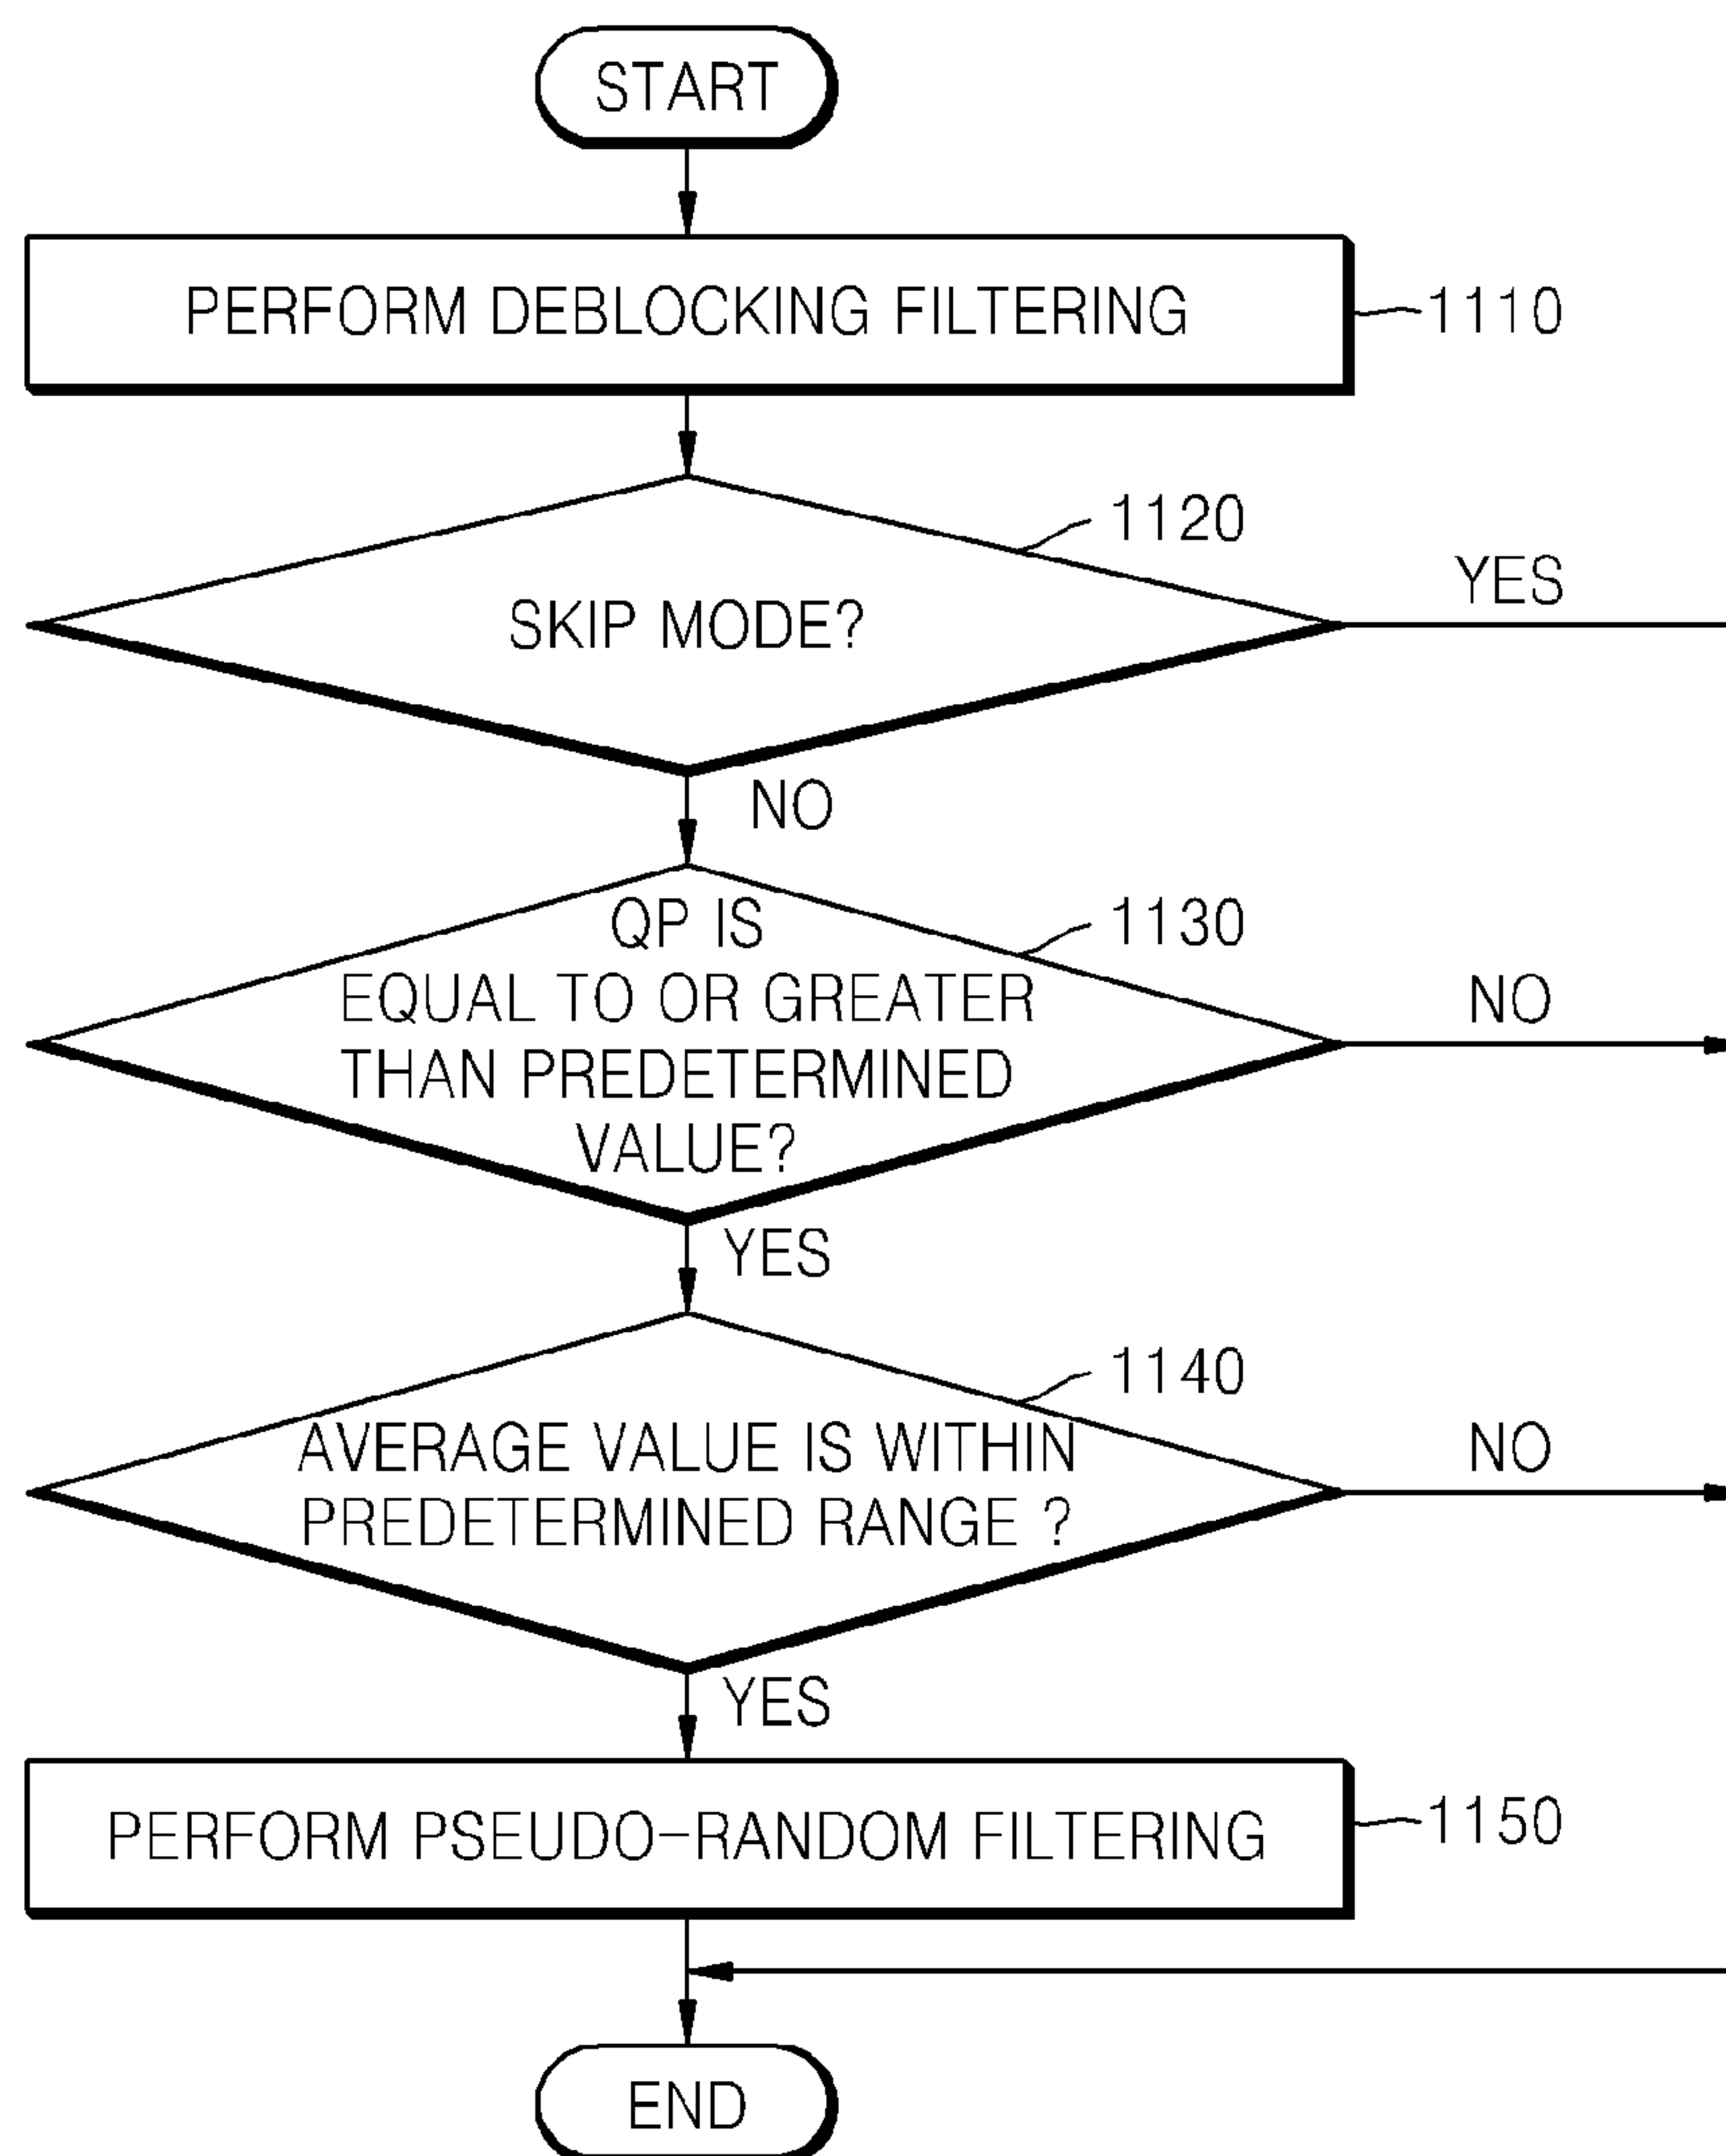 START
PERFORM DEBLOCKING FILTERING
1110
1120
SKIP MODE?
YES
NO
QP IS
EQUAL TO OR GREATER
THAN PREDETERMINED
VALUE?
1130
NO
YES
1140
AVERAGE VALUE IS WITHIN
PREDETERMINED RANGE ?
NO
YES
PERFORM PSEUDO-RANDOM FILTERING
1150
END